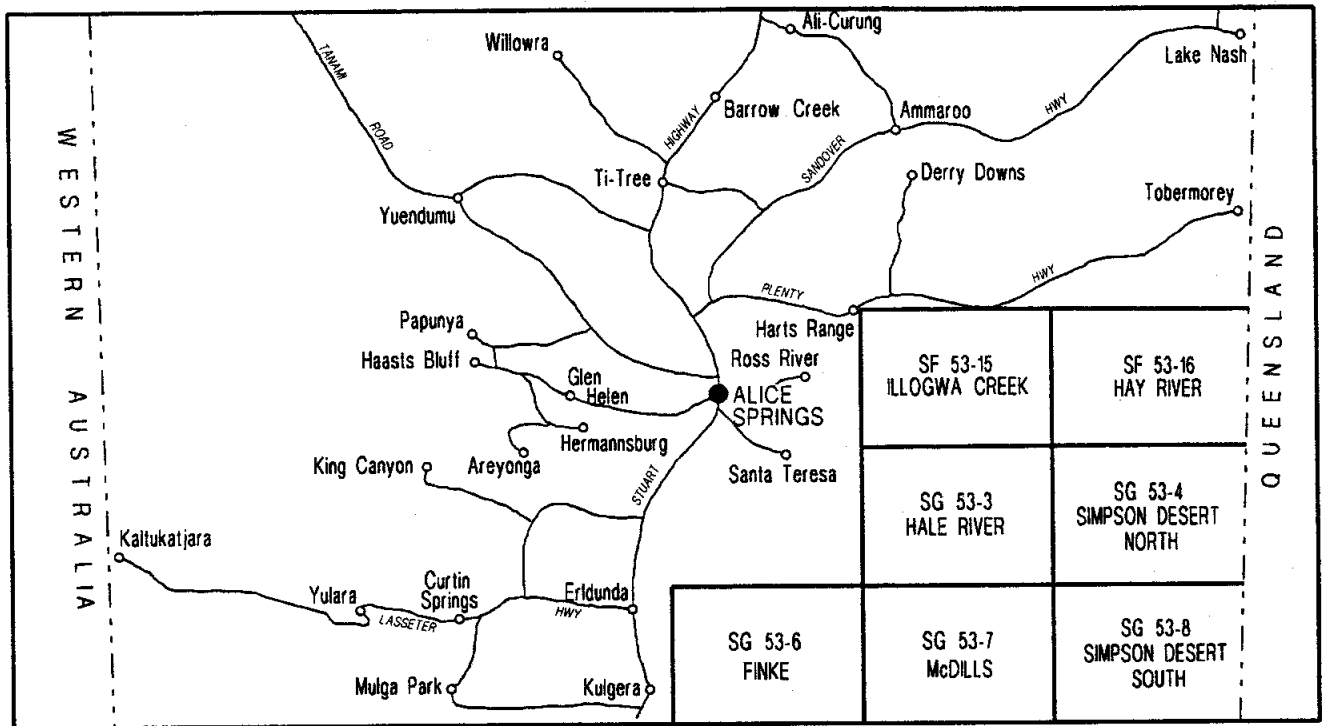 Ali-Curung
Willowra
Lake Nash
TANAMI
ROAD
HIGHWAY
Barrow Creek
Ammaroo
HWY
SANDOVER
Ti-Tree
Derry Downs
Tobermorey
Yuendumu
WESTERN AUSTRALIA
QUEENSLAND
PLENTY
HWY
Harts Range
Papunya
Haasts Bluff
Glen
Helen
Ross River
ALICE
SPRINGS
SF 53-15
ILLOGWA CREEK
SF 53-16
HAY RIVER
Hermannsburg
Areyonga
King Canyon
Santa Teresa
STUART
SG 53-3
HALE RIVER
SG 53-4
SIMPSON DESERT
NORTH
Kaltukatjara
Yulara
Curtin
Springs
LASSETER
HWY
Erldunda
SG 53-6
FINKE
SG 53-7
McDILLS
SG 53-8
SIMPSON DESERT
SOUTH
Mulga Park
Kulgera